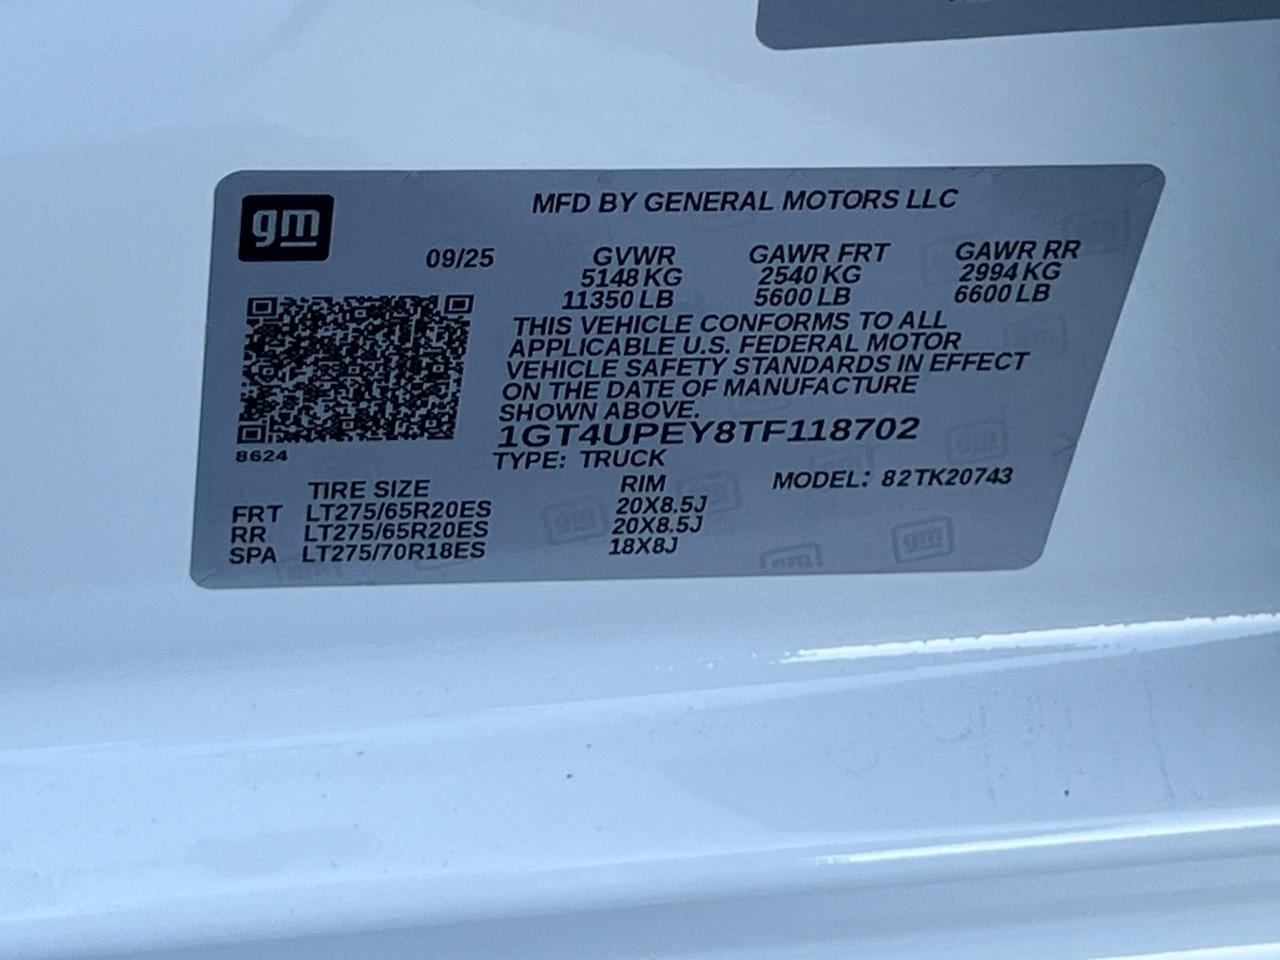 gm
MFD BY GENERAL MOTORS LLC
09/25 GVWR GAWR FRT GAWR RR
5148 KG 2540 KG 2994 KG
11350 LB 5600 LB 6600 LB
THIS VEHICLE CONFORMS TO ALL
APPLICABLE U.S. FEDERAL MOTOR
VEHICLE SAFETY STANDARDS IN EFFECT
ON THE DATE OF MANUFACTURE
SHOWN ABOVE.
1GT4UPEY8TF118702
8624
TYPE: TRUCK
MODEL: 82TK20743
TIRE SIZE RIM
FRT LT275/65R20ES 20X8.5J
RR LT275/65R20ES 20X8.5J
SPA LT275/70R18ES 18X8J
gm
gm
gm